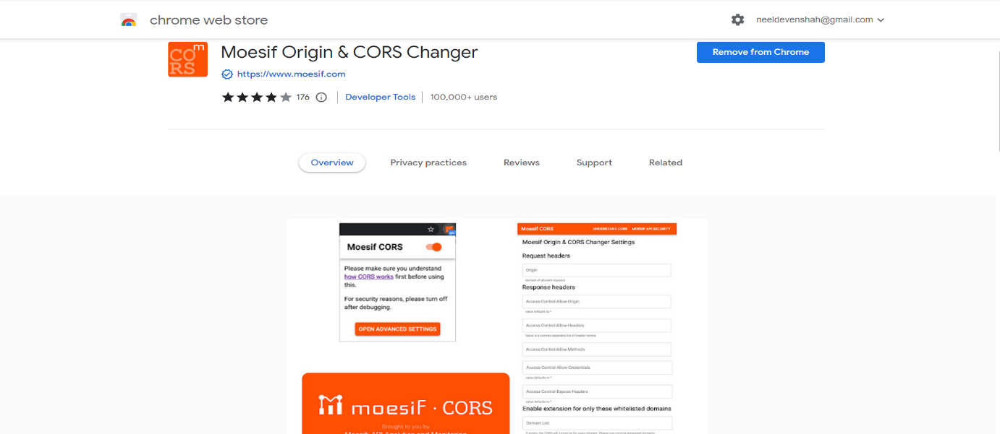 chrome web store
neeldevenshah@gmail.com
CORS m
Moesif Origin & CORS Changer
Remove from Chrome
https://www.moesif.com
176
Developer Tools
100,000+ users
Overview
Privacy practices
Reviews
Support
Related
Moesif CORS
Please make sure you understand
how CORS works first before using
this.
For security reasons, please turn off
after debugging.
OPEN ADVANCED SETTINGS
moesif · CORS
Brought to you by
Moesif API Analytics and Monitoring
Moesif CORS
UNDERSTAND CORS MOESIF API SECURITY
Moesif Origin & CORS Changer Settings
Request headers
Origin
domain of allowed requests
Response headers
Access-Control-Allow-Origin
value defaults to *
Access-Control-Allow-Headers
Value is a comma separated list of header names
Access-Control-Allow-Methods
Access-Control-Allow-Credentials
value defaults to *
Access-Control-Expose-Headers
value defaults to *
Enable extension for only these whitelisted domains
Domain List